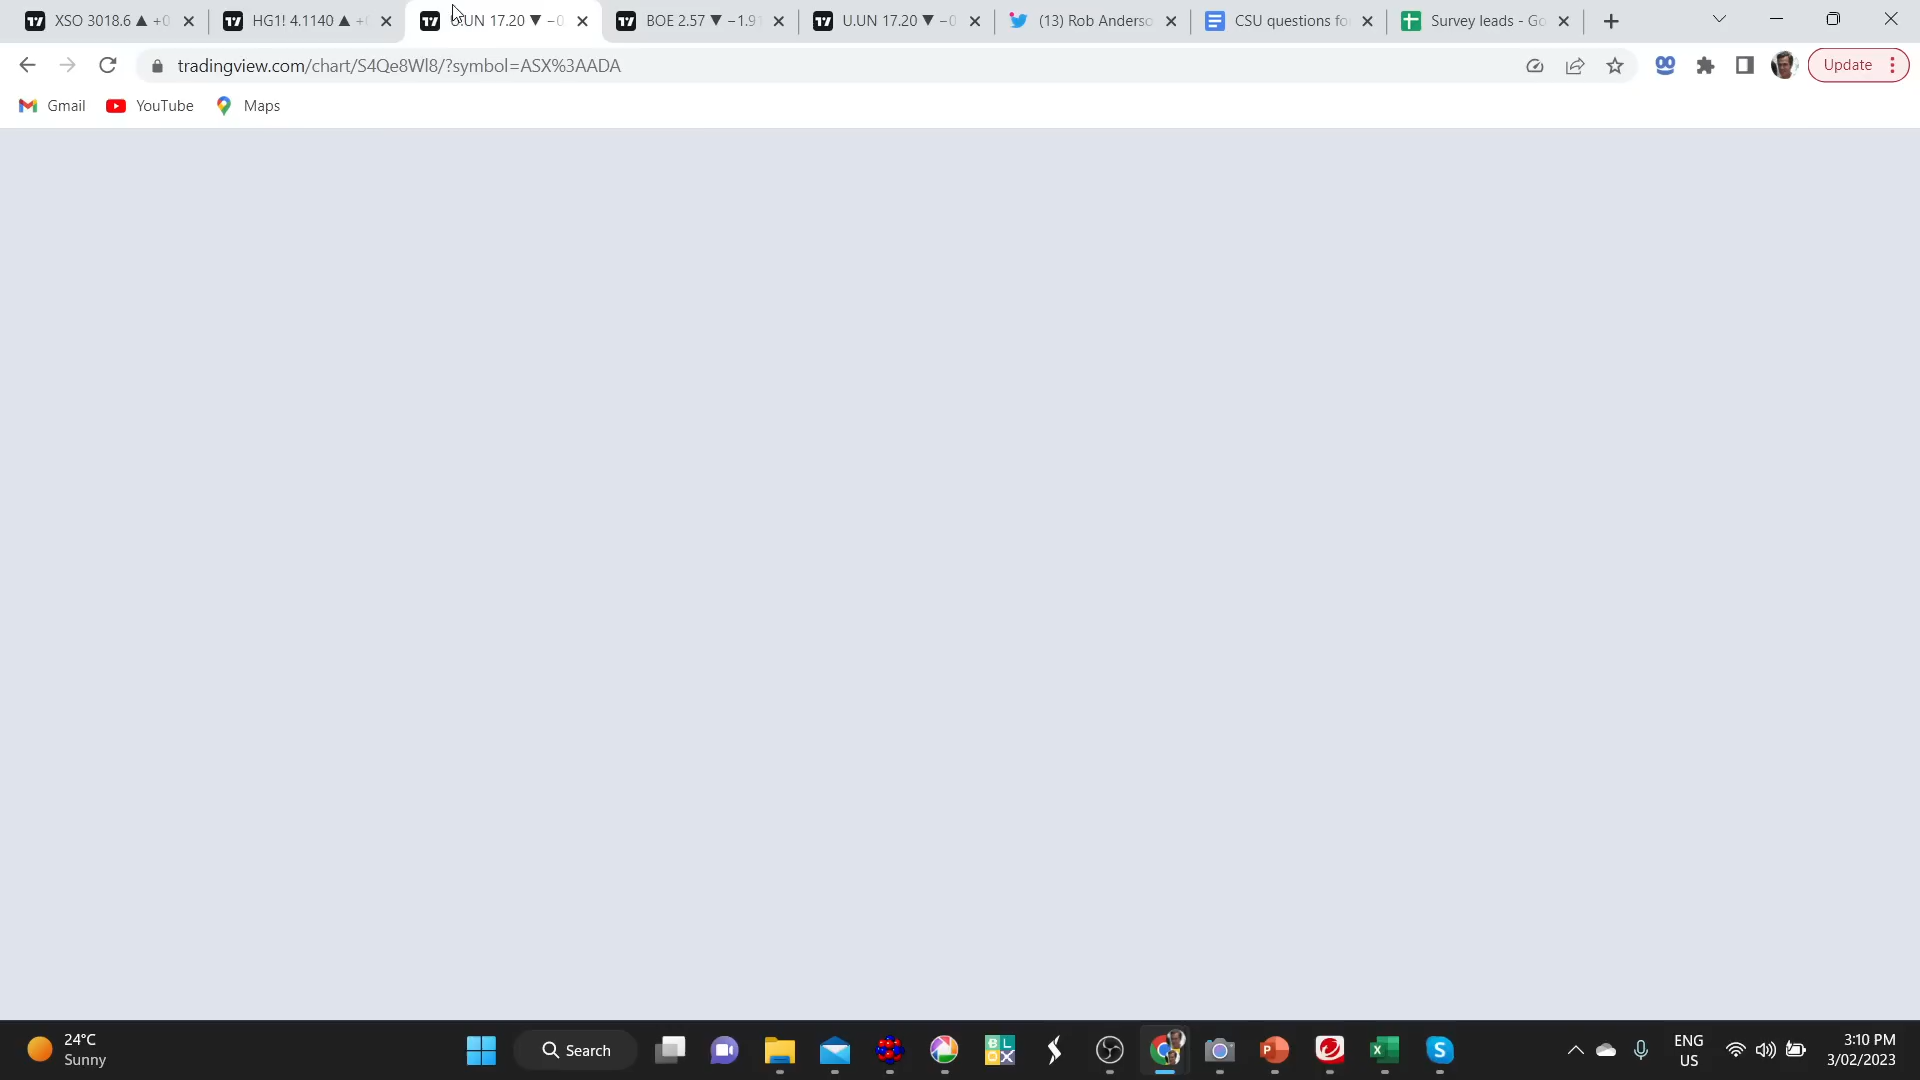 XSO 3018.6 ▲ +0
HG1! 4.1140 ▲ +
UN 17.20 ▼ −0
BOE 2.57 ▼ −1.91
U.UN 17.20 ▼ −0
(13) Rob Anderso
CSU questions fo
Survey leads - Go
tradingview.com/chart/S4Qe8Wl8/?symbol=ASX%3AADA
Update
Gmail
YouTube
Maps
24°C
Sunny
Search
ENG
US
3:10 PM
3/02/2023